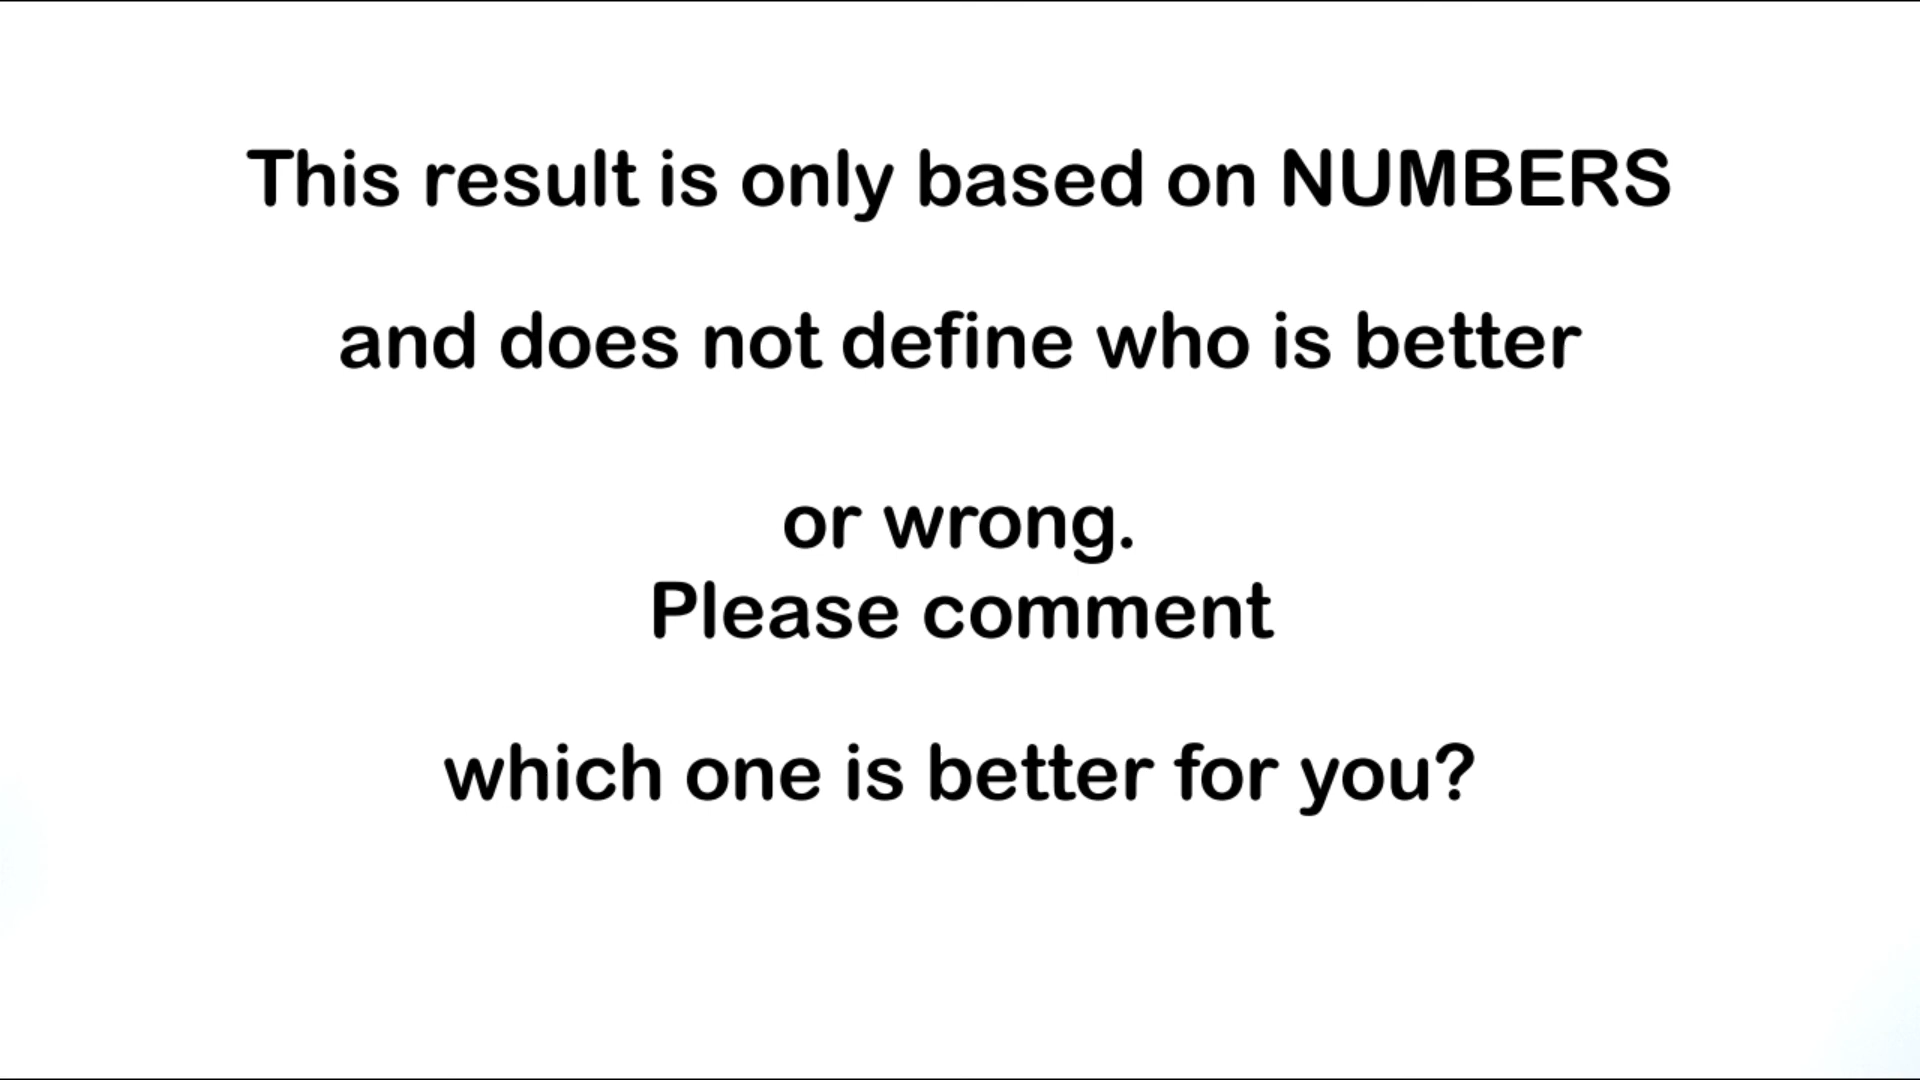 This result is only based on NUMBERS
and does not define who is better
or wrong.
Please comment
which one is better for you?